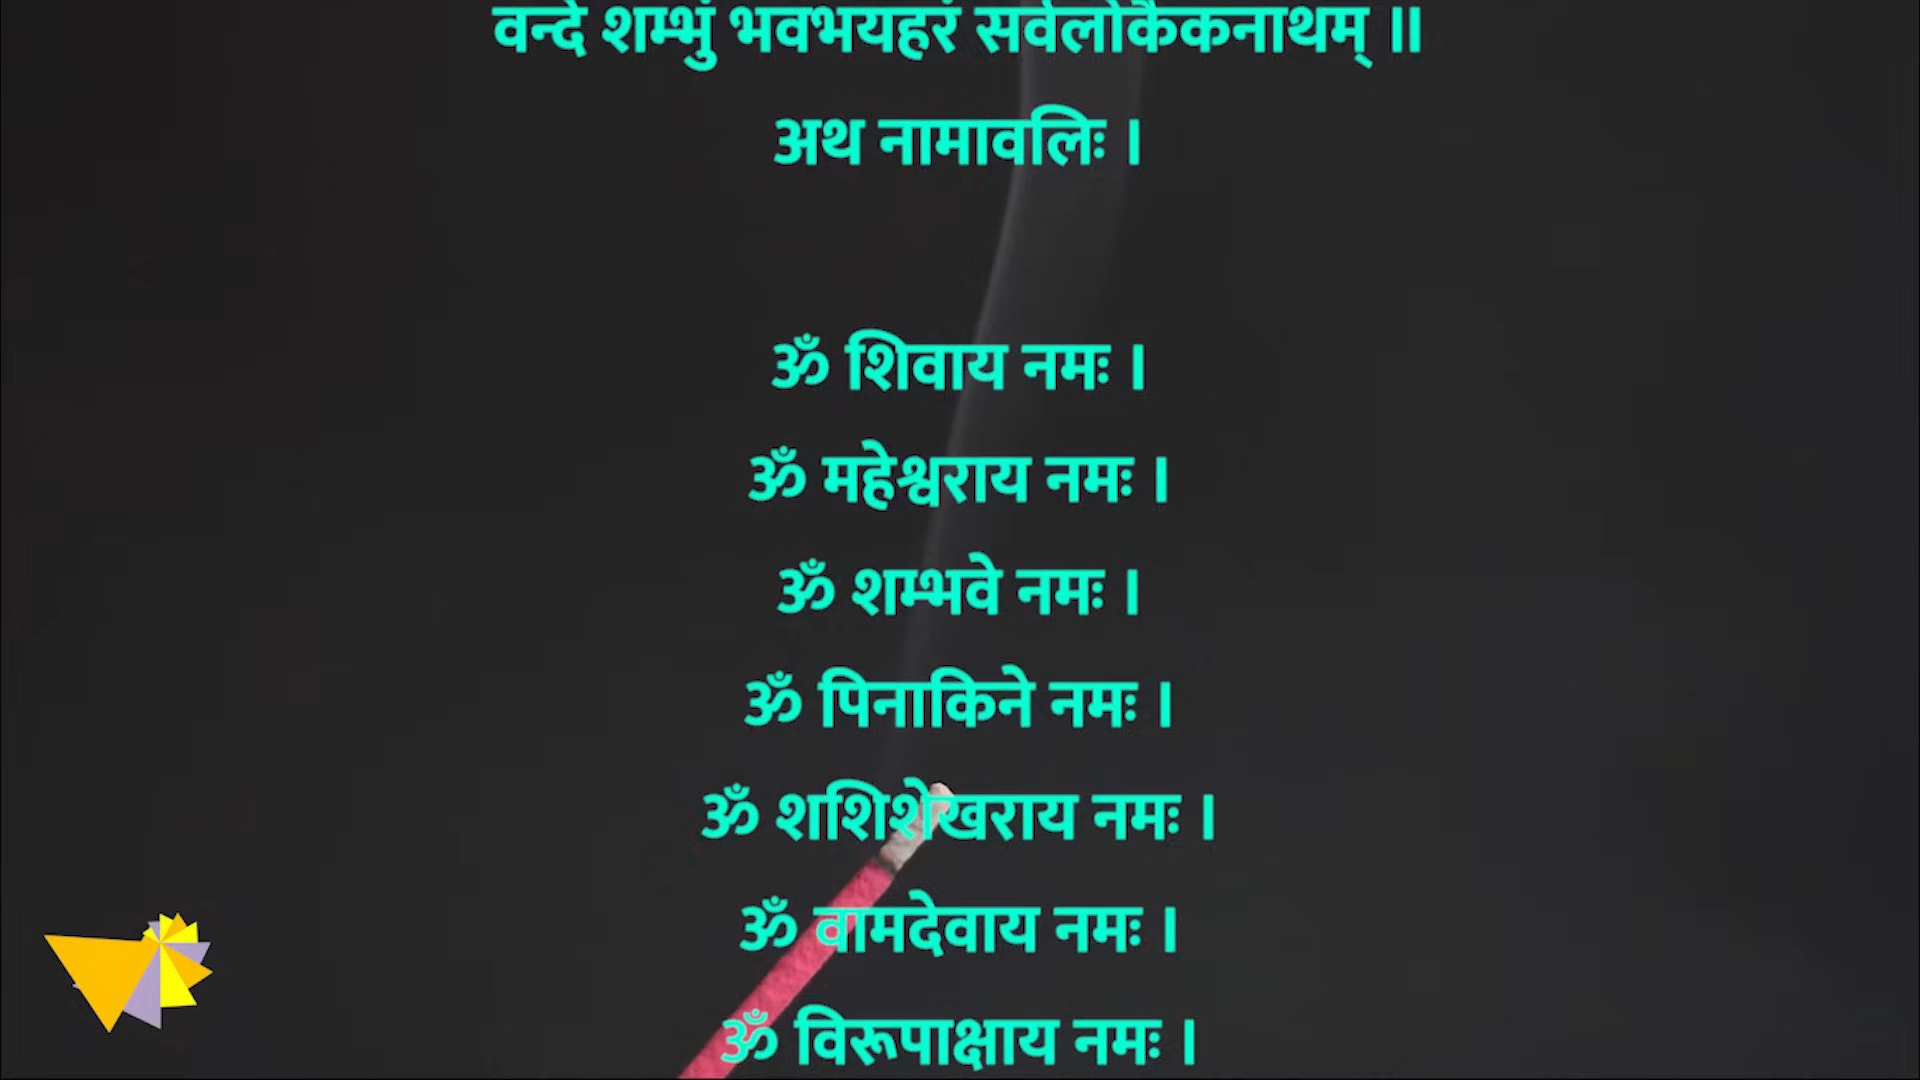 वन्दे शम्भुं भवभयहरं सर्वलोकैकनाथम् ॥
अथ नामावलिः ।
ॐ शिवाय नमः ।
ॐ महेश्वराय नमः ।
ॐ शम्भवे नमः ।
ॐ पिनाकिने नमः ।
ॐ शशिशेखराय नमः ।
ॐ वामदेवाय नमः ।
ॐ विरूपाक्षाय नमः ।